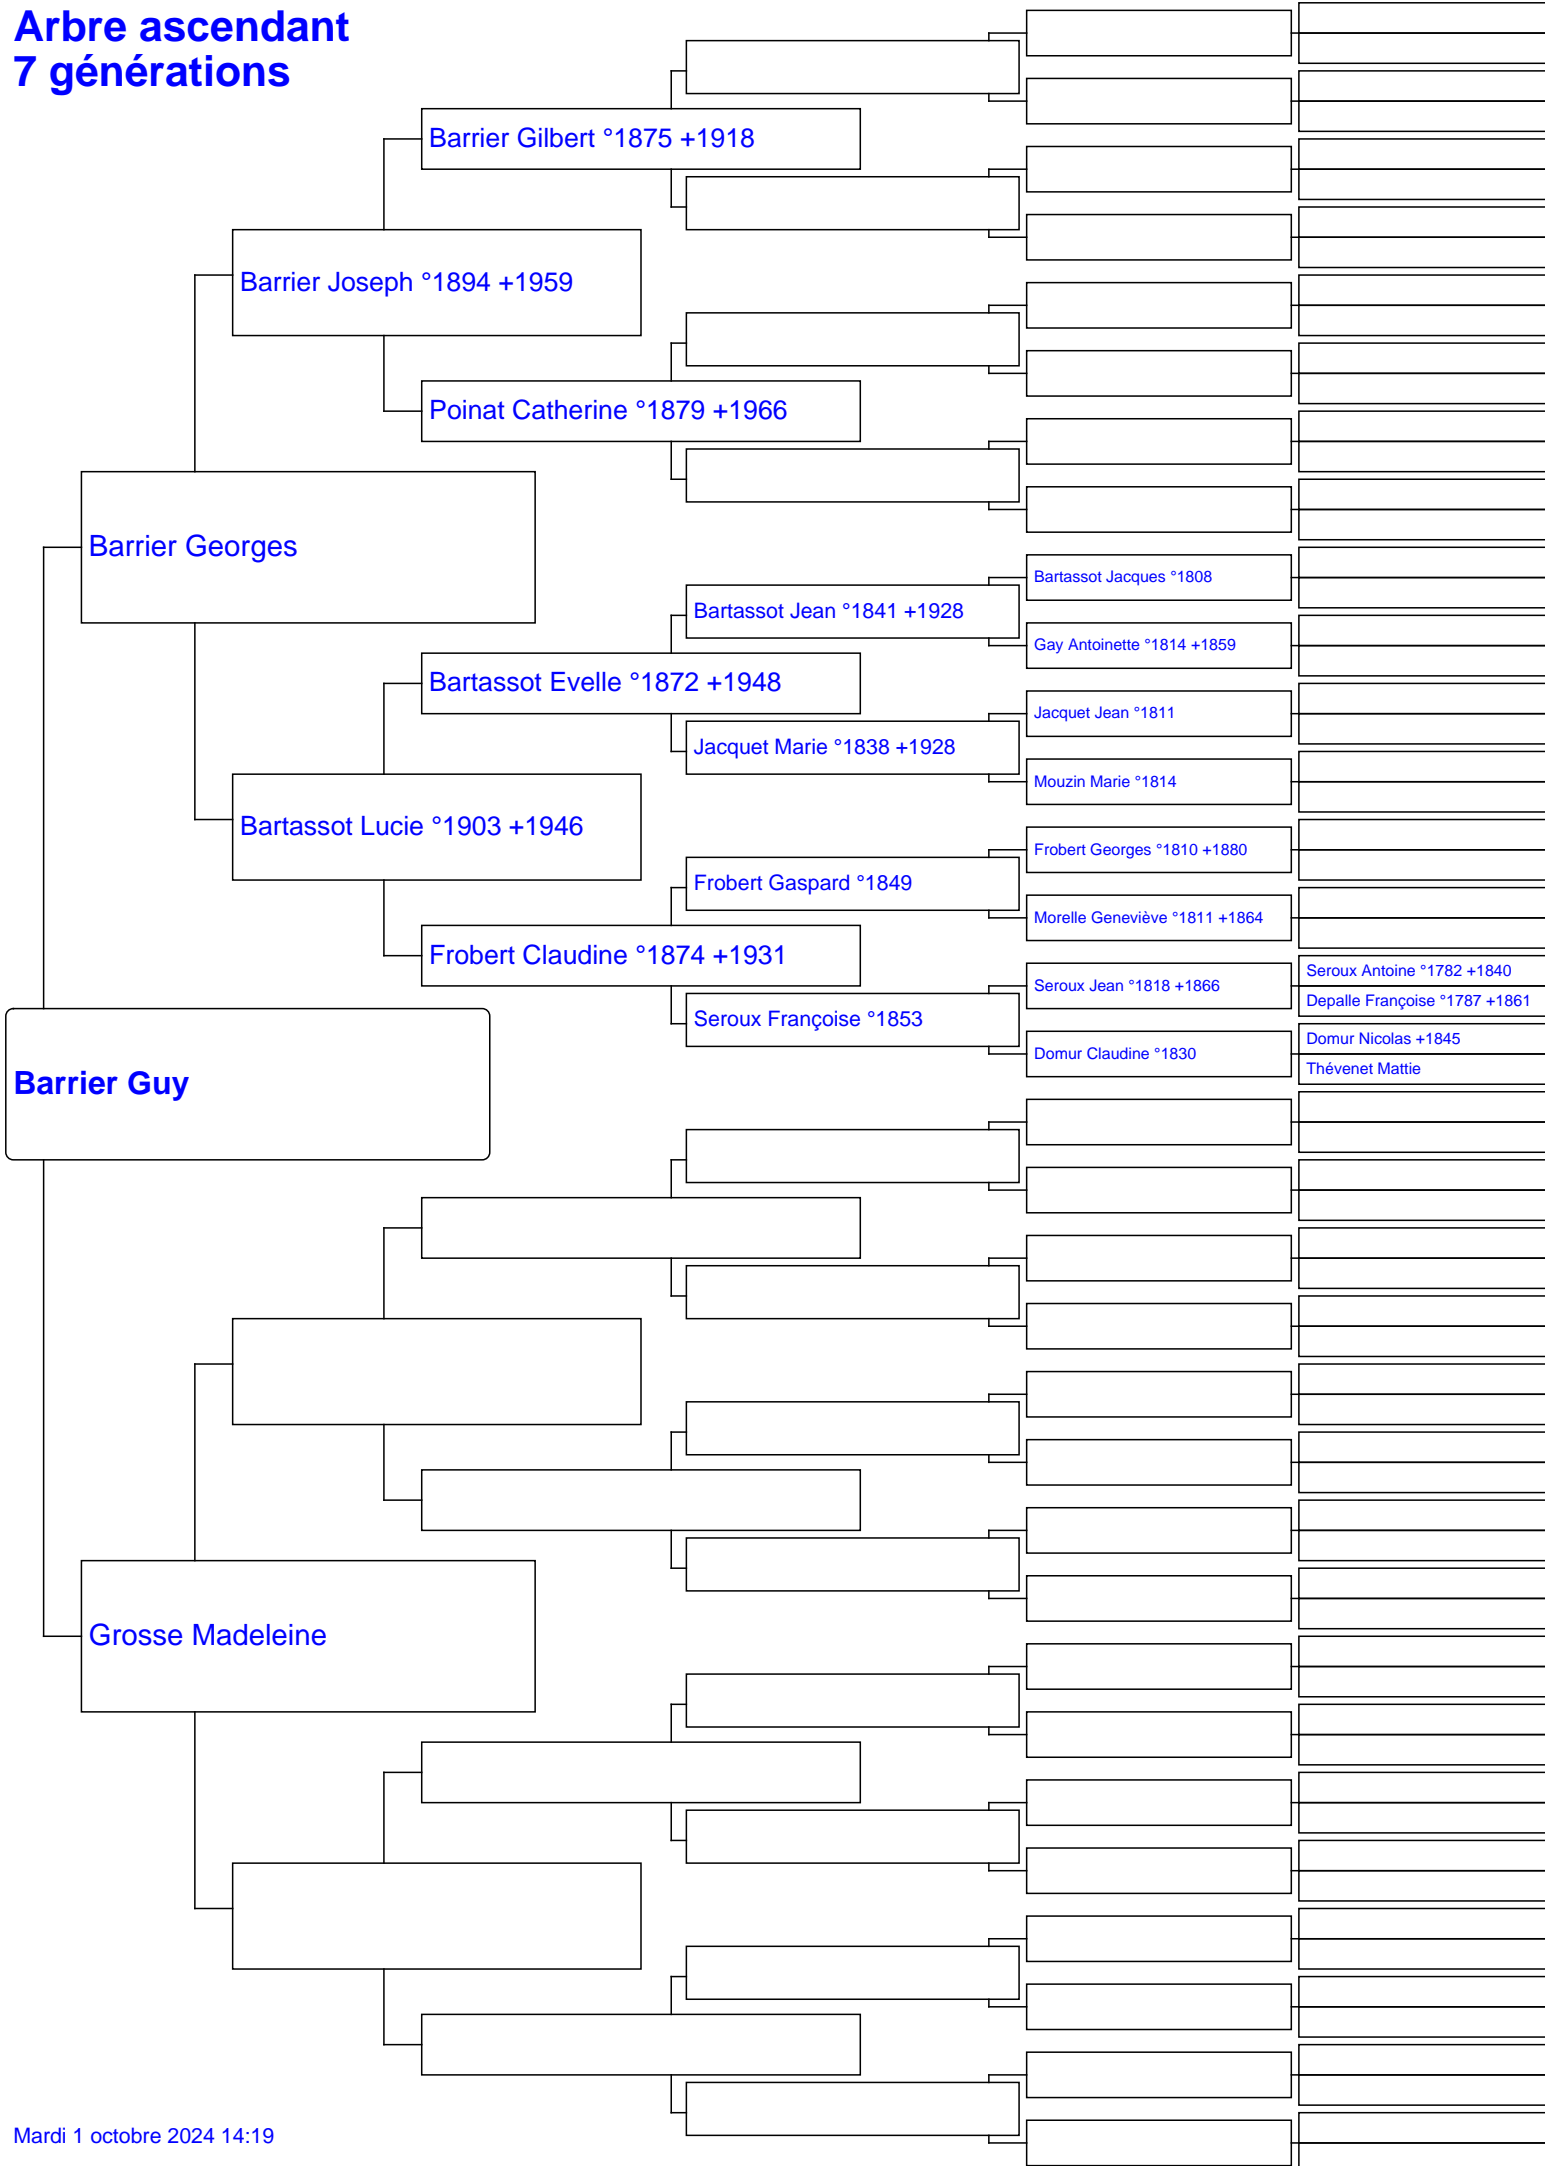 Arbre ascendant
7 générations
Barrier Gilbert °1875 +1918
Barrier Joseph °1894 +1959
Poinat Catherine °1879 +1966
Barrier Georges
Bartassot Jacques °1808
Bartassot Jean °1841 +1928
Gay Antoinette °1814 +1859
Bartassot Evelle °1872 +1948
Jacquet Jean °1811
Jacquet Marie °1838 +1928
Mouzin Marie °1814
Bartassot Lucie °1903 +1946
Frobert Georges °1810 +1880
Frobert Gaspard °1849
Morelle Geneviève °1811 +1864
Frobert Claudine °1874 +1931
Seroux Antoine °1782 +1840
Seroux Jean °1818 +1866
Depalle Françoise °1787 +1861
Seroux Françoise °1853
Domur Nicolas +1845
Domur Claudine °1830
Thévenet Mattie
Barrier Guy
Grosse Madeleine
Mardi 1 octobre 2024 14:19